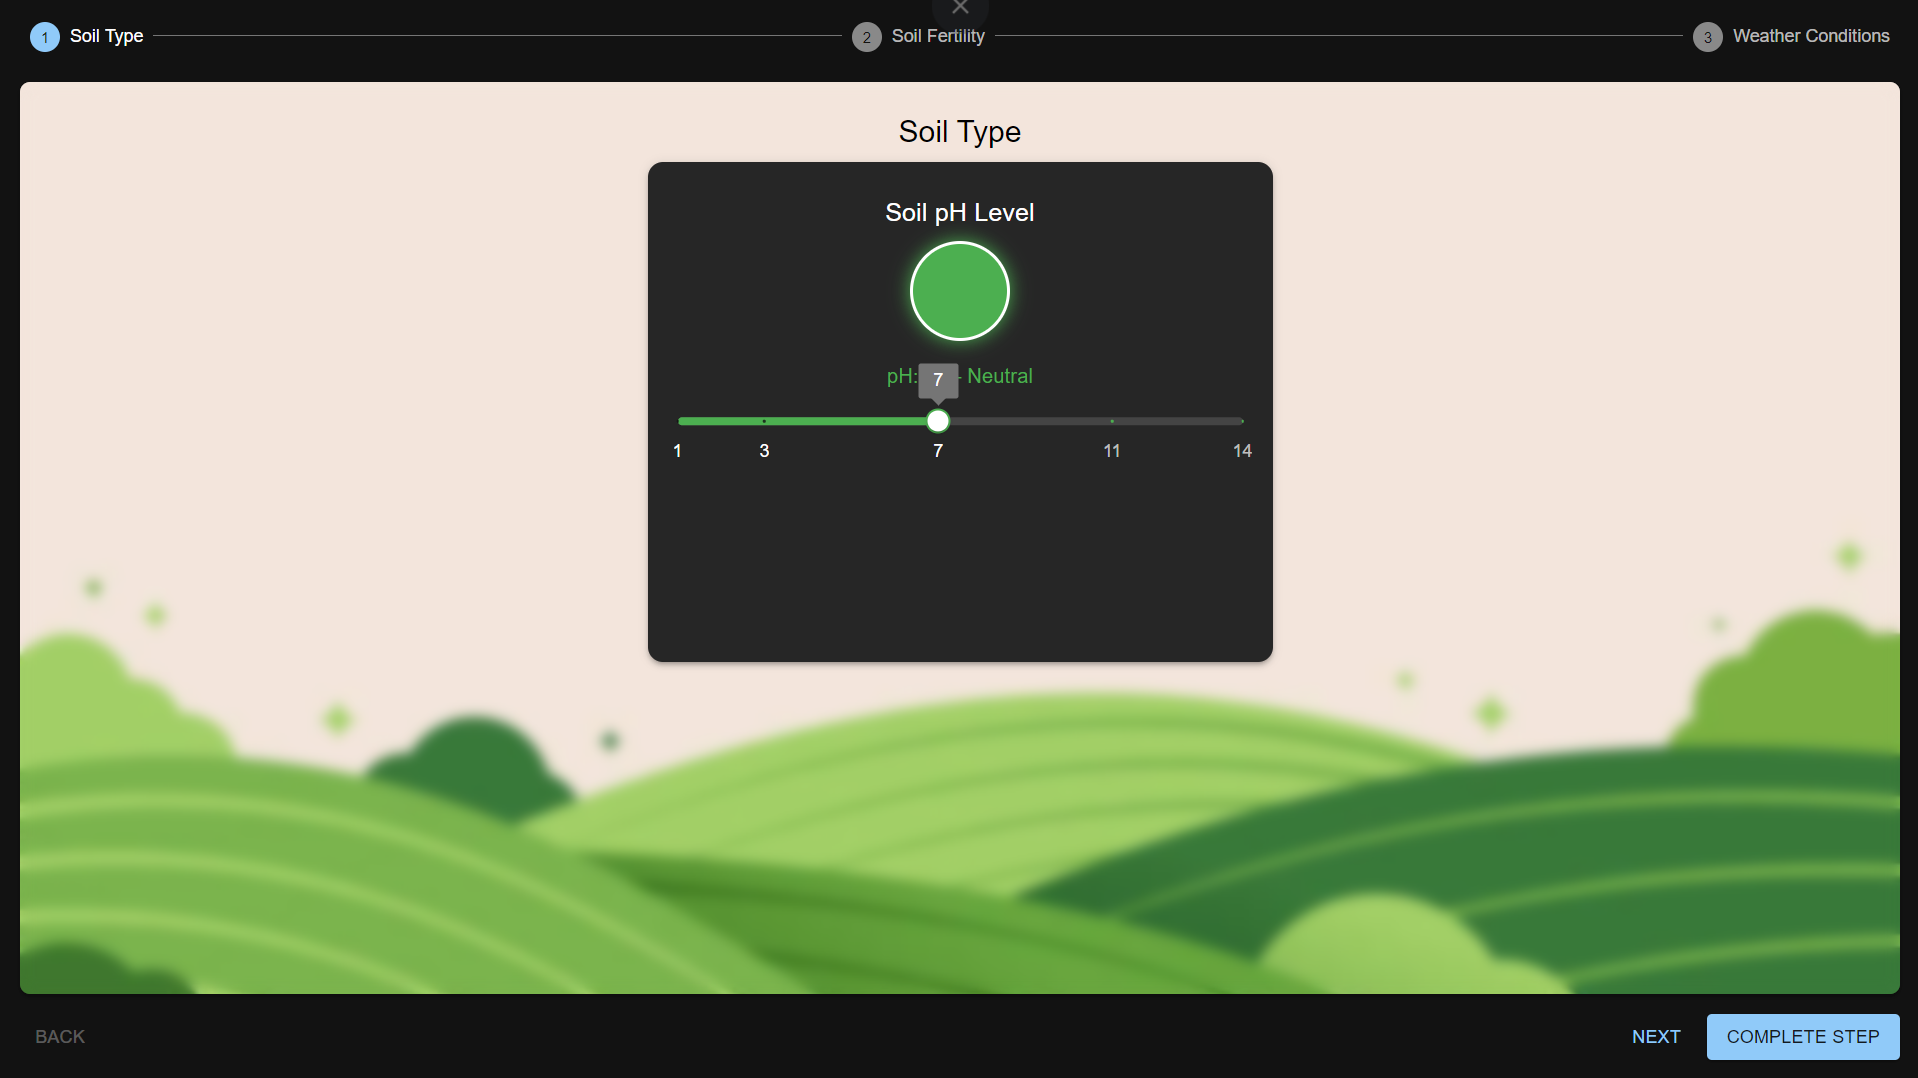 1 Soil Type
2 Soil Fertility
3 Weather Conditions
Soil Type
Soil pH Level
pH: - Neutral
7
1 3 7 11 14
BACK
NEXT
COMPLETE STEP